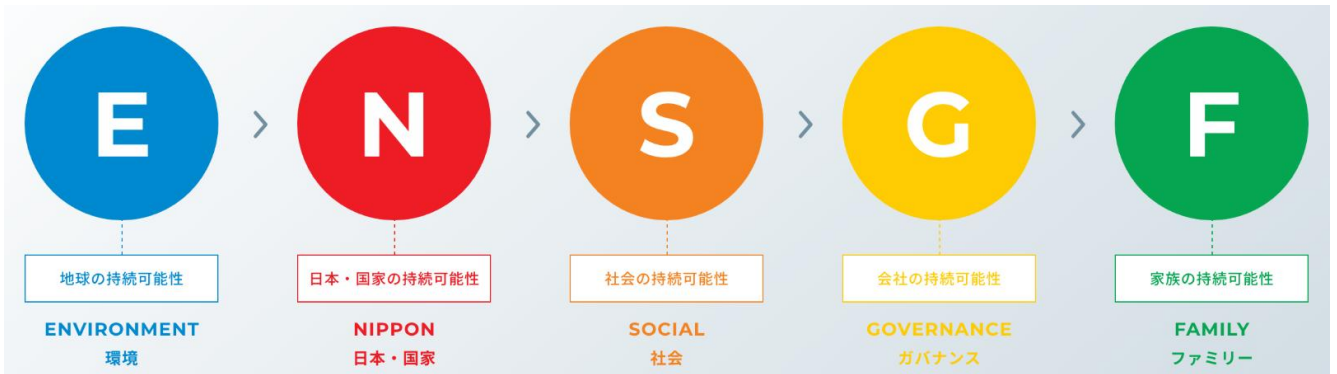 E
N
S
G
F
地球の持続可能性
日本・国家の持続可能性
社会の持続可能性
会社の持続可能性
家族の持続可能性
ENVIRONMENT
NIPPON
SOCIAL
GOVERNANCE
FAMILY
環境
日本・国家
社会
ガバナンス
ファミリー